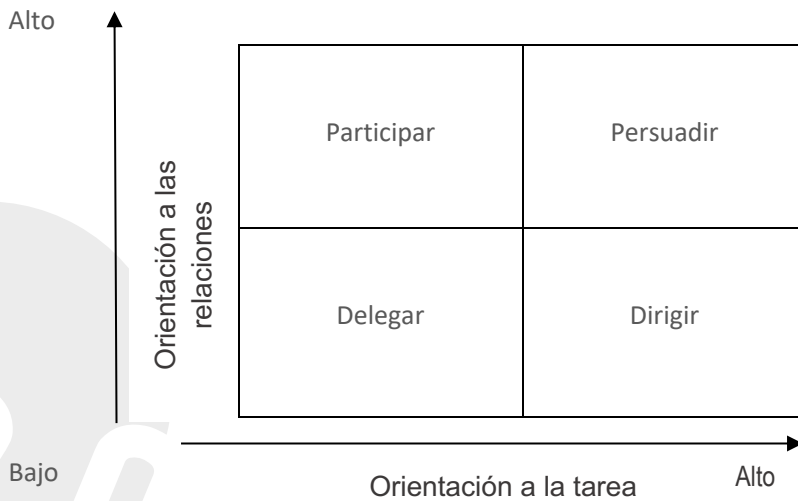 Alto
Participar
Persuadir
Orientación a las
relaciones
Delegar
Dirigir
Bajo
Orientación a la tarea
Alto